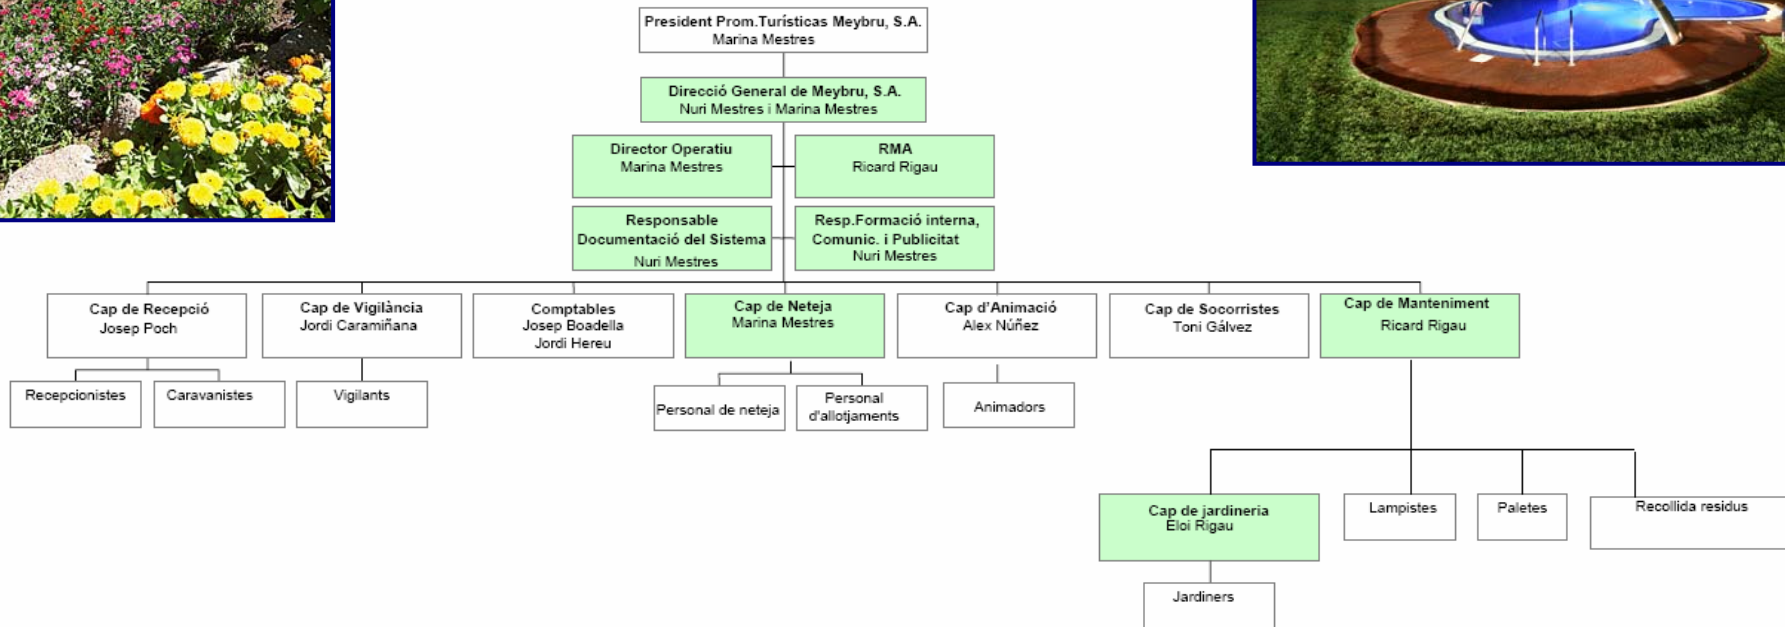 President Prom.Turísticas Meybru, S.A.
Marina Mestres
Direcció General de Meybru, S.A.
Nuri Mestres i Marina Mestres
Director Operatiu
Marina Mestres
RMA
Ricard Rigau
Responsable
Documentació del Sistema
Nuri Mestres
Resp.Formació interna,
Comunic. i Publicitat
Nuri Mestres
Cap de Recepció
Josep Poch
Cap de Vigilància
Jordi Caramiñana
Comptables
Josep Boadella
Jordi Hereu
Cap de Neteja
Marina Mestres
Cap d'Animació
Alex Núñez
Cap de Socorristes
Toni Gálvez
Cap de Manteniment
Ricard Rigau
Recepcionistes
Caravanistes
Vigilants
Personal de neteja
Personal
d'allotjaments
Animadors
Cap de jardineria
Eloi Rigau
Lampistes
Paletes
Recollida residus
Jardiners